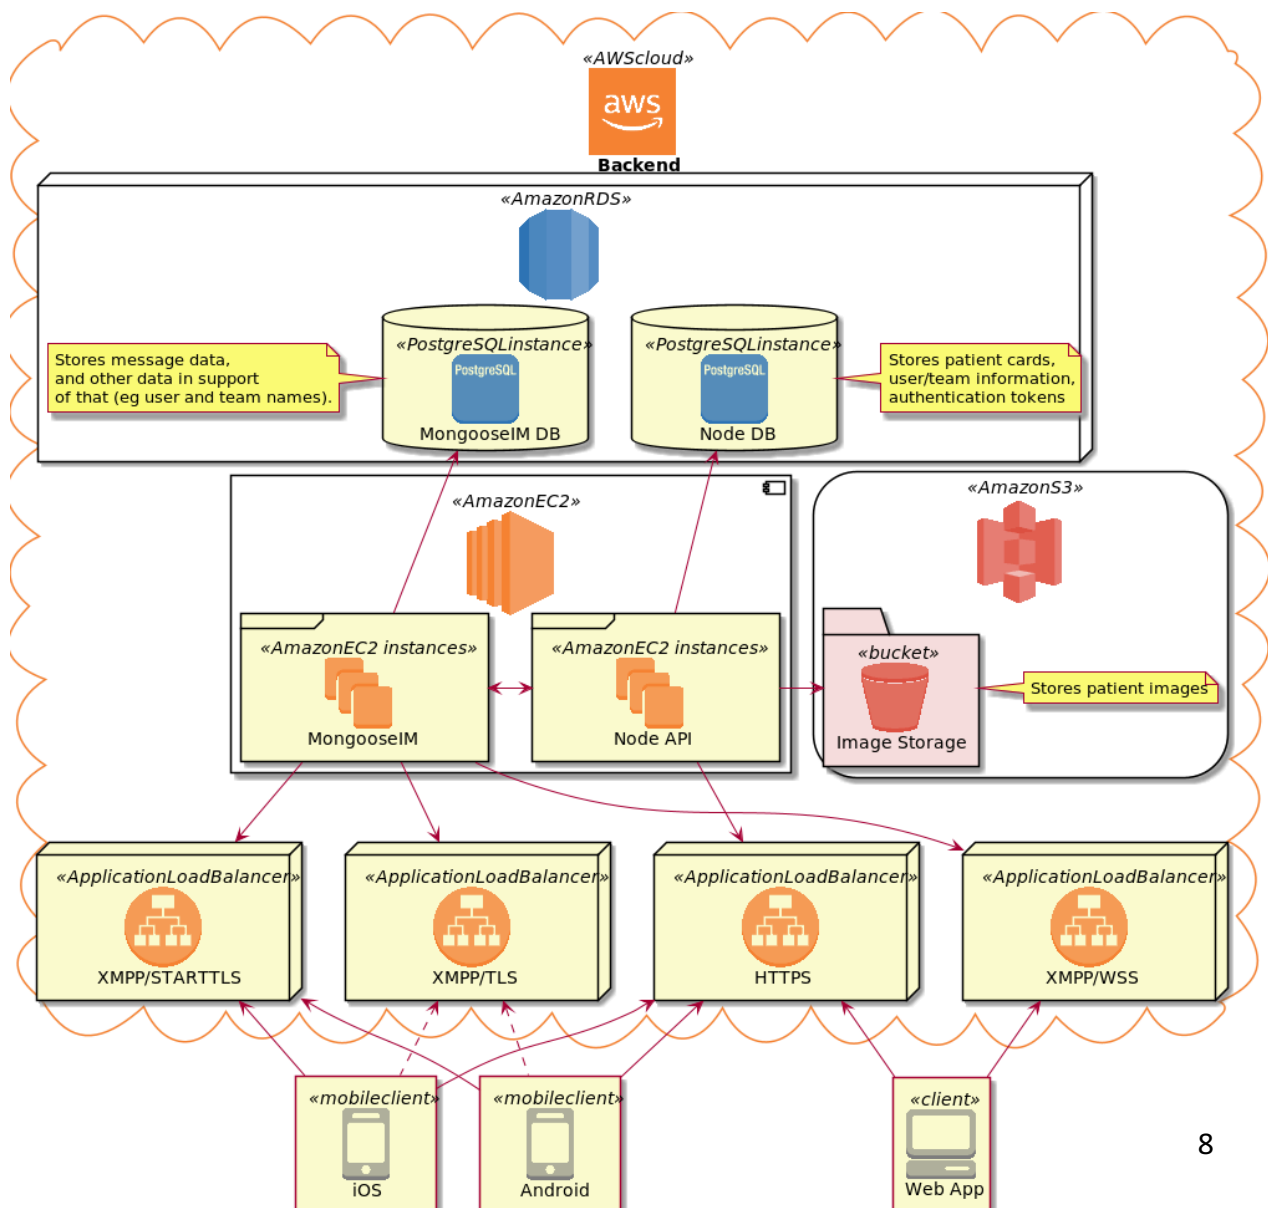 «AWScloud»
aws
Backend
«AmazonRDS»
«PostgreSQLinstance»
PostgreSQL
MongooseIM DB
«PostgreSQLinstance»
PostgreSQL
Node DB
Stores message data,
and other data in support
of that (eg user and team names).
Stores patient cards,
user/team information,
authentication tokens
«AmazonEC2»
«AmazonEC2 instances»
MongooseIM
«AmazonEC2 instances»
Node API
«AmazonS3»
«bucket»
Image Storage
Stores patient images
«ApplicationLoadBalancer»
XMPP/STARTTLS
«ApplicationLoadBalancer»
XMPP/TLS
«ApplicationLoadBalancer»
HTTPS
«ApplicationLoadBalancer»
XMPP/WSS
«mobileclient»
iOS
«mobileclient»
Android
«client»
Web App
8